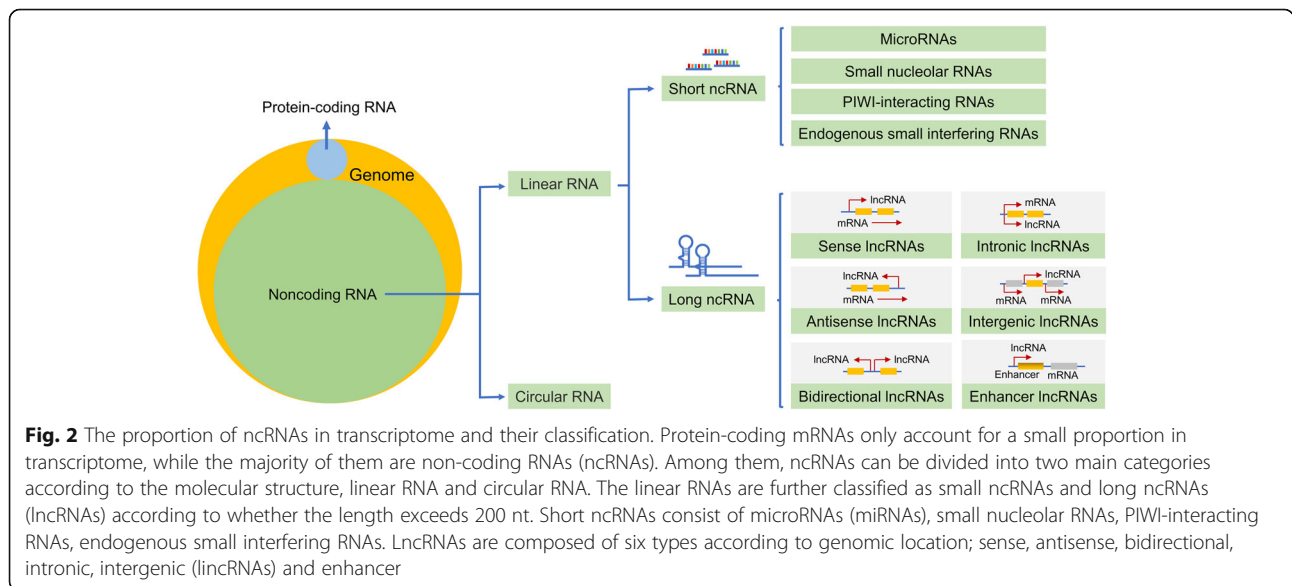 Protein-coding RNA
Genome
Noncoding RNA
Linear RNA
Circular RNA
Short ncRNA
Long ncRNA
MicroRNAs
Small nucleolar RNAs
PIWI-interacting RNAs
Endogenous small interfering RNAs
lncRNA
mRNA
Sense lncRNAs
mRNA
lncRNA
Intronic lncRNAs
lncRNA
mRNA
Antisense lncRNAs
lncRNA
mRNA mRNA
Intergenic lncRNAs
lncRNA lncRNA
Bidirectional lncRNAs
lncRNA
Enhancer mRNA
Enhancer lncRNAs
Fig. 2 The proportion of ncRNAs in transcriptome and their classification. Protein-coding mRNAs only account for a small proportion in
transcriptome, while the majority of them are non-coding RNAs (ncRNAs). Among them, ncRNAs can be divided into two main categories
according to the molecular structure, linear RNA and circular RNA. The linear RNAs are further classified as small ncRNAs and long ncRNAs
(lncRNAs) according to whether the length exceeds 200 nt. Short ncRNAs consist of microRNAs (miRNAs), small nucleolar RNAs, PIWI-interacting
RNAs, endogenous small interfering RNAs. LncRNAs are composed of six types according to genomic location; sense, antisense, bidirectional,
intronic, intergenic (lincRNAs) and enhancer